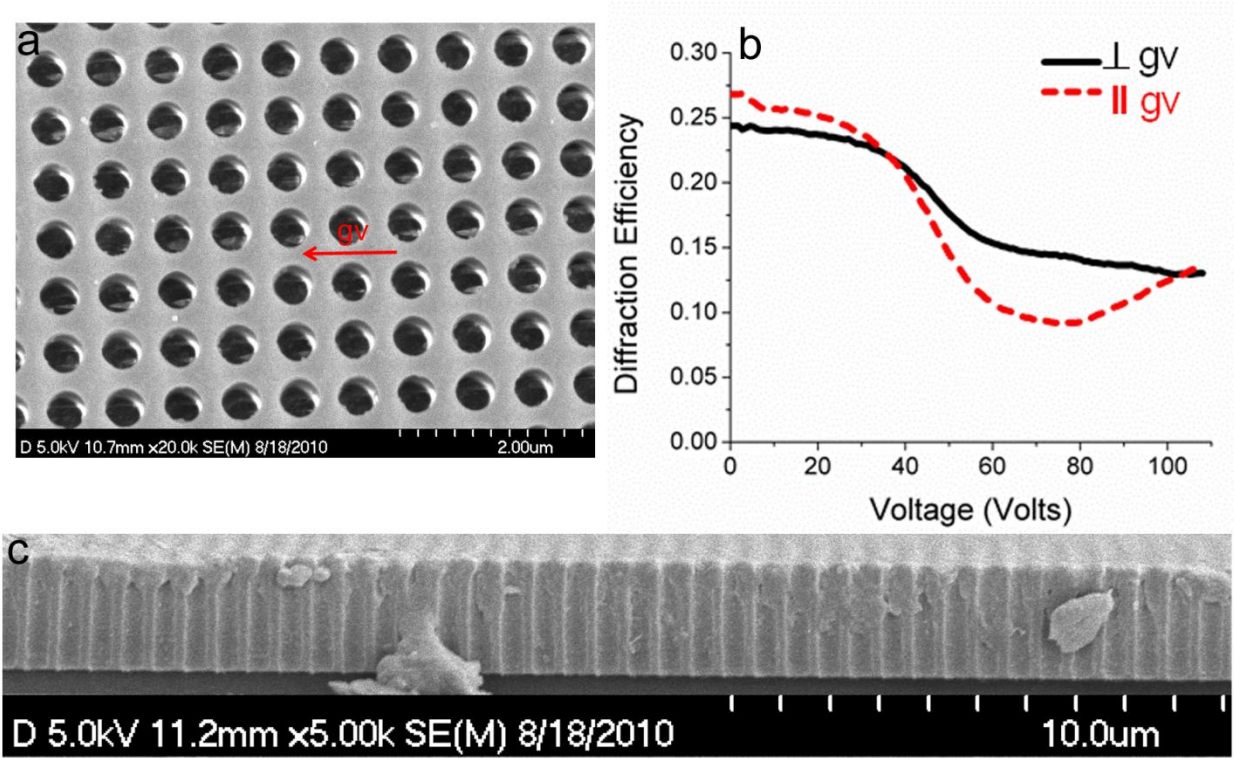 a
gv
D 5.0kV 10.7mm x20.0k SE(M) 8/18/2010
2.00um
b
⊥ gv
∥ gv
0.30
0.25
0.20
0.15
0.10
0.05
0.00
Diffraction Efficiency
0 20 40 60 80 100
Voltage (Volts)
c
D 5.0kV 11.2mm x5.00k SE(M) 8/18/2010
10.0um